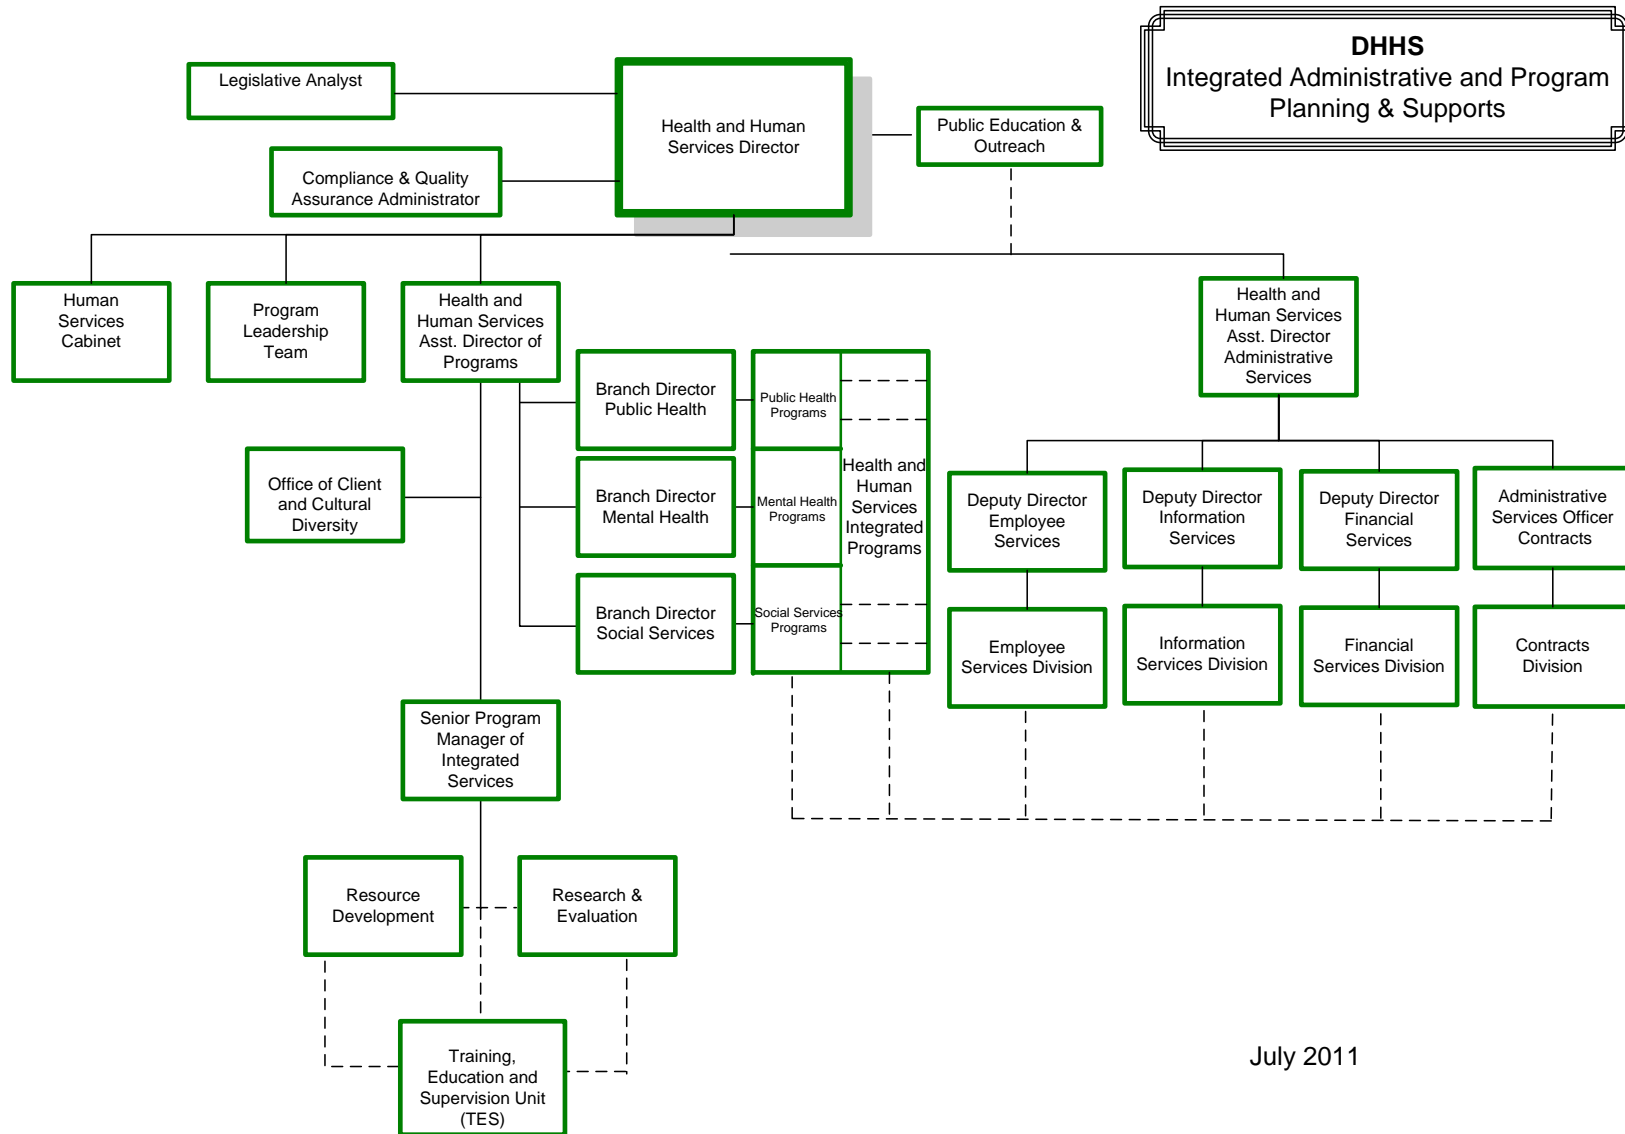 DHHS
Integrated Administrative and Program
Planning & Supports
Legislative Analyst
Health and Human
Services Director
Public Education &
Outreach
Compliance & Quality
Assurance Administrator
Human
Services
Cabinet
Program
Leadership
Team
Health and
Human Services
Asst. Director of
Programs
Health and
Human Services
Asst. Director
Administrative
Services
Branch Director
Public Health
Public Health
Programs
Office of Client
and Cultural
Diversity
Branch Director
Mental Health
Mental Health
Programs
Health and
Human
Services
Integrated
Programs
Branch Director
Social Services
Social Services
Programs
Deputy Director
Employee
Services
Deputy Director
Information
Services
Deputy Director
Financial
Services
Administrative
Services Officer
Contracts
Employee
Services Division
Information
Services Division
Financial
Services Division
Contracts
Division
Senior Program
Manager of
Integrated
Services
Resource
Development
Research &
Evaluation
Training,
Education and
Supervision Unit
(TES)
July 2011